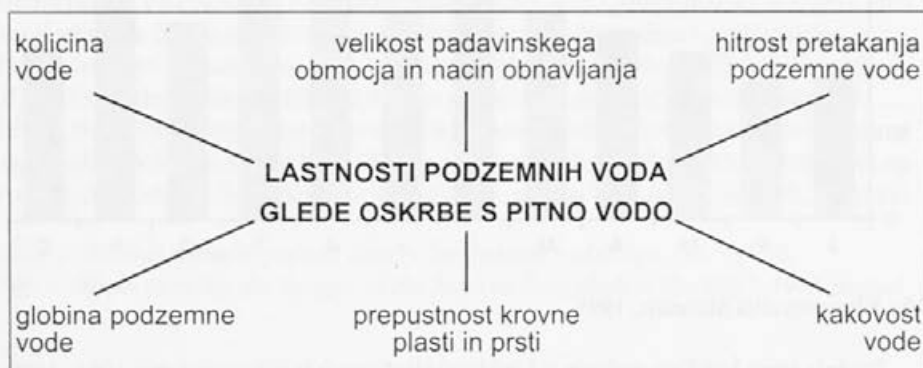 kolicina
vode
velikost padavinskega
obmocja in nacin obnavljanja
hitrost pretakanja
podzemne vode
LASTNOSTI PODZEMNIH VODA
GLEDE OSKRBE S PITNO VODO
globina podzemne
vode
prepustnost krovne
plasti in prsti
kakovost
vode